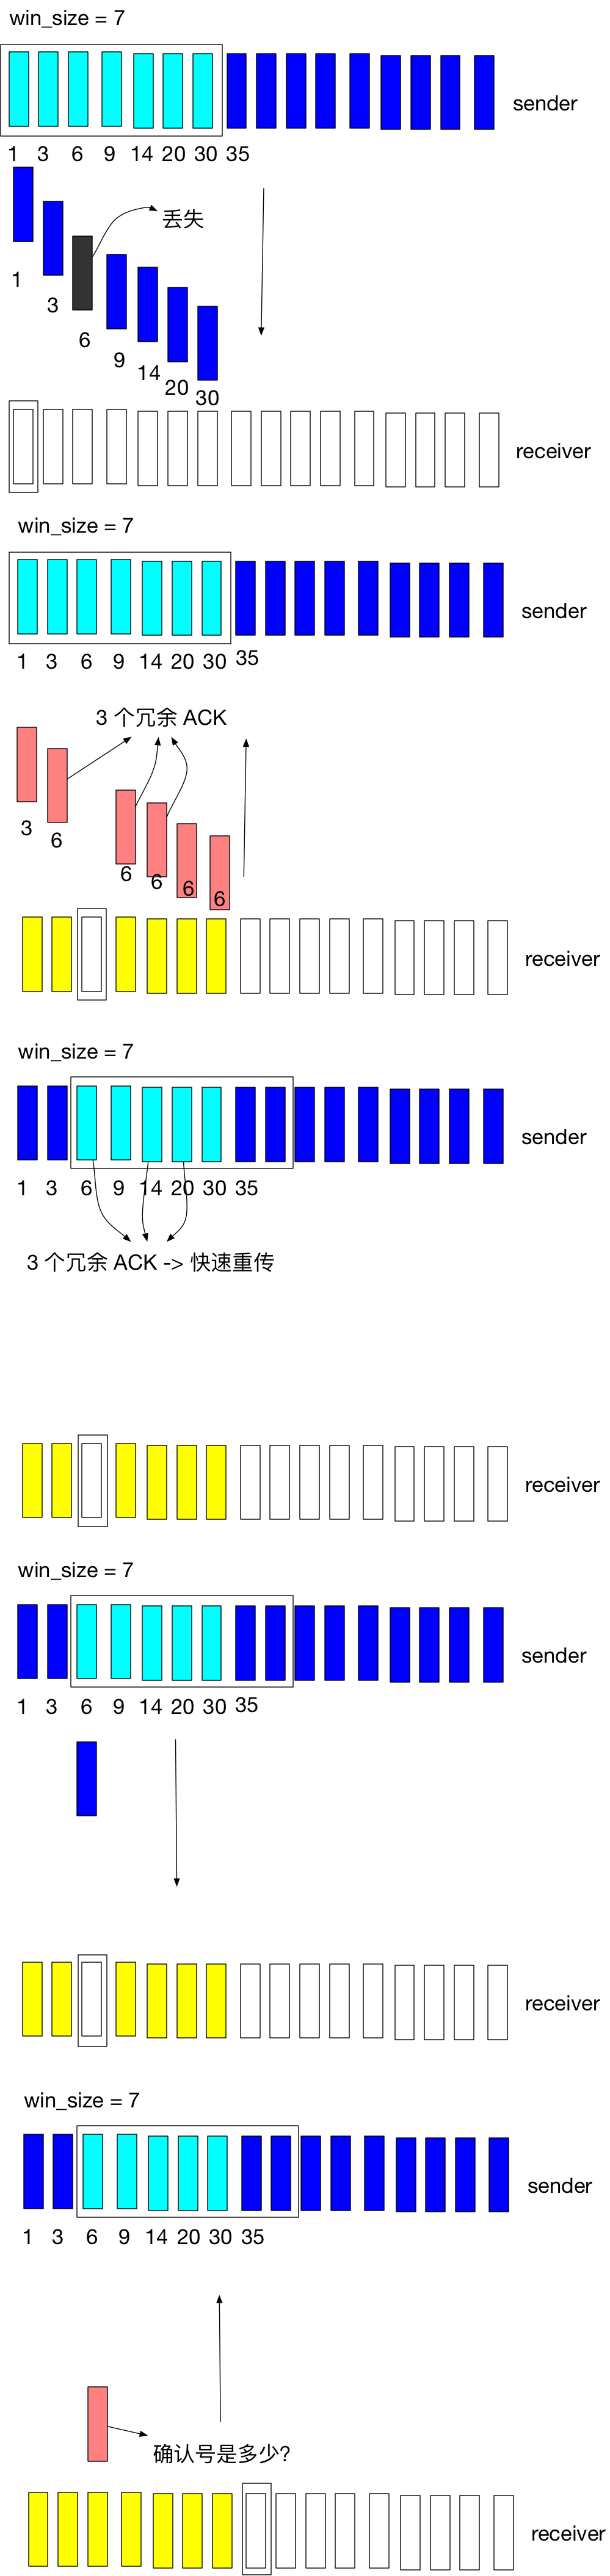 win_size = 7
sender
1 3 6 9 14 20 30 35
丢失
1
3
6
9
14
20
30
receiver
win_size = 7
sender
1 3 6 9 14 20 30 35
3 个冗余 ACK
3
6
6
6
6
6
receiver
win_size = 7
sender
1 3 6 9 14 20 30 35
3 个冗余 ACK -> 快速重传
receiver
win_size = 7
sender
1 3 6 9 14 20 30 35
receiver
win_size = 7
sender
1 3 6 9 14 20 30 35
确认号是多少?
receiver